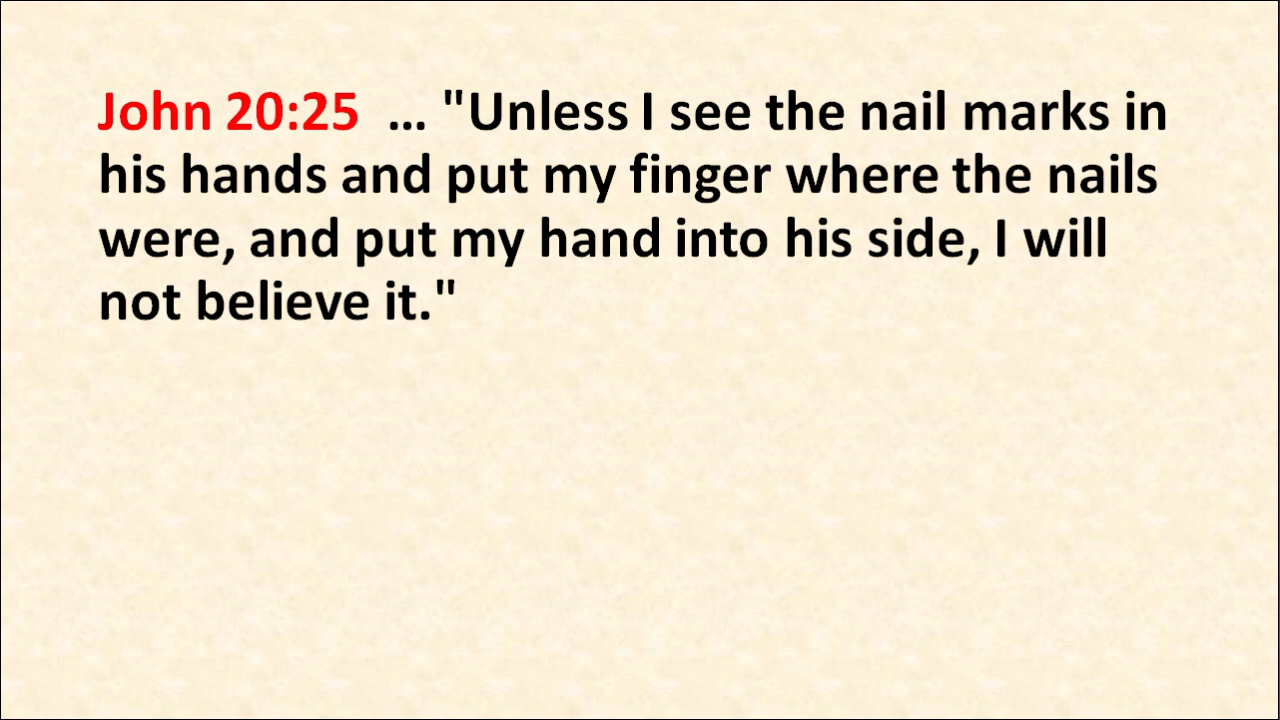 John 20:25  … "Unless I see the nail marks in
his hands and put my finger where the nails
were, and put my hand into his side, I will
not believe it."